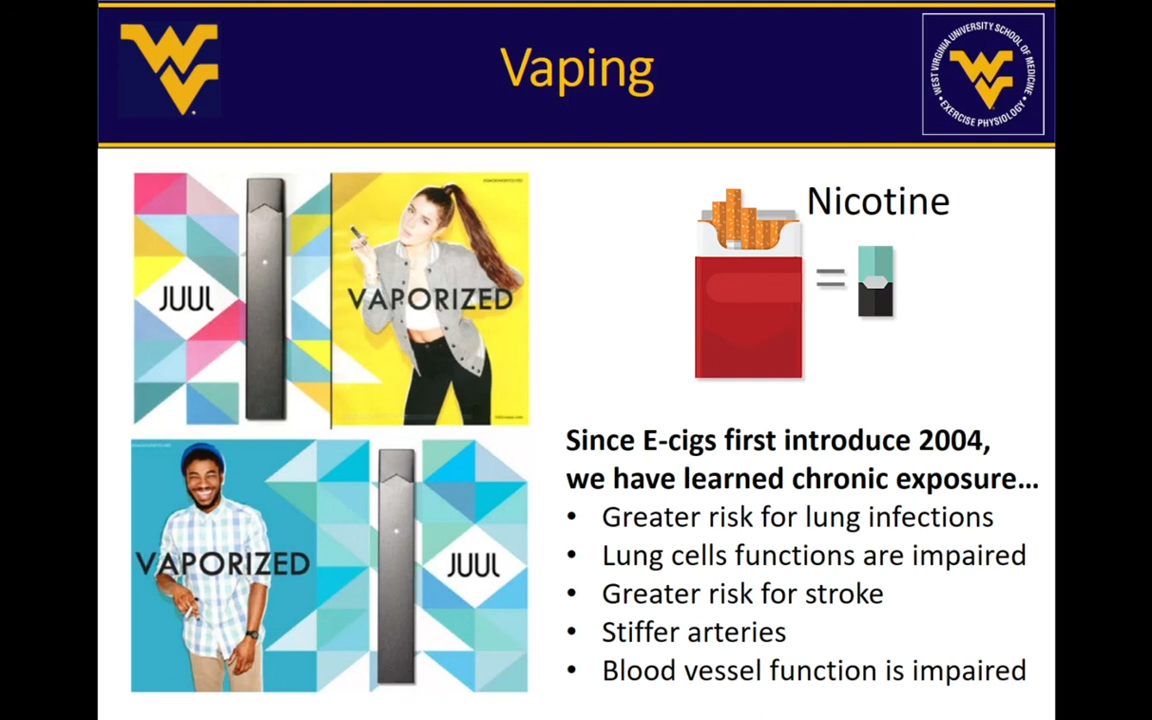 Vaping
WEST VIRGINIA UNIVERSITY SCHOOL OF MEDICINE
• EXERCISE PHYSIOLOGY •
JUUL
VAPORIZED
Nicotine
=
VAPORIZED
JUUL
Since E-cigs first introduce 2004,
we have learned chronic exposure...
• Greater risk for lung infections
• Lung cells functions are impaired
• Greater risk for stroke
• Stiffer arteries
• Blood vessel function is impaired